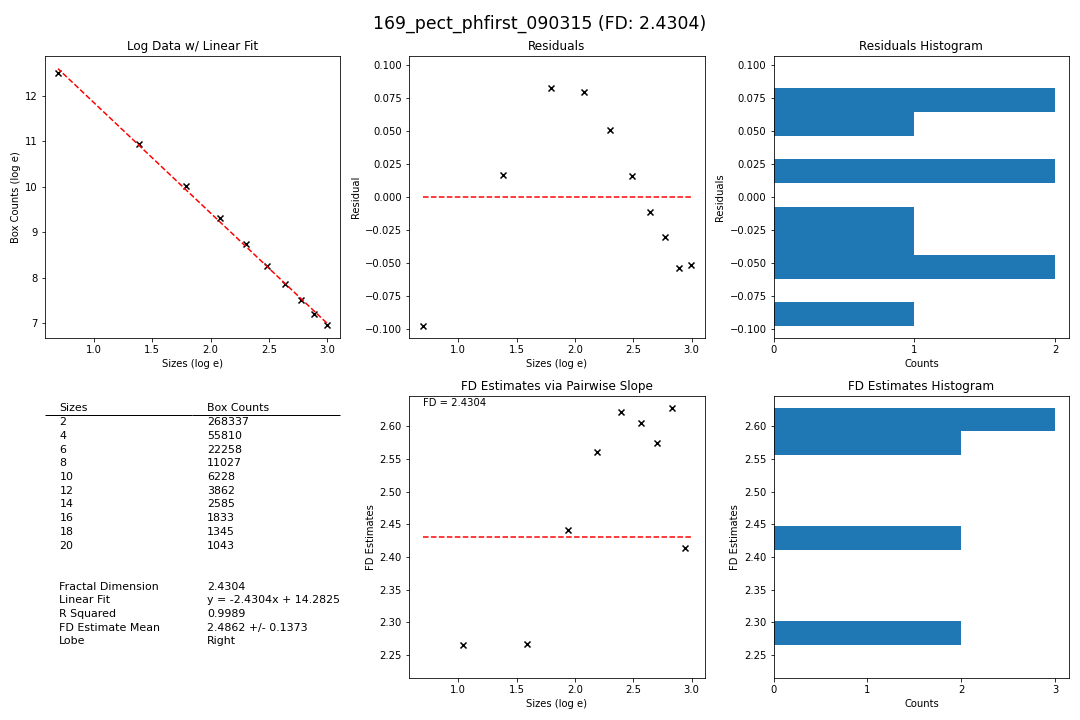 169_pect_phfirst_090315 (FD: 2.4304)
Log Data w/ Linear Fit
12
11
10
9
8
7
Box Counts (log e)
1.0 1.5 2.0 2.5 3.0
Sizes (log e)
Residuals
0.100
0.075
0.050
0.025
0.000
−0.025
−0.050
−0.075
−0.100
Residual
1.0 1.5 2.0 2.5 3.0
Sizes (log e)
Residuals Histogram
0.100
0.075
0.050
0.025
0.000
−0.025
−0.050
−0.075
−0.100
Residuals
0 1 2
Counts
Sizes Box Counts
2 268337
4 55810
6 22258
8 11027
10 6228
12 3862
14 2585
16 1833
18 1345
20 1043
Fractal Dimension 2.4304
Linear Fit y = -2.4304x + 14.2825
R Squared 0.9989
FD Estimate Mean 2.4862 +/- 0.1373
Lobe Right
FD Estimates via Pairwise Slope
FD = 2.4304
2.60
2.55
2.50
2.45
2.40
2.35
2.30
2.25
FD Estimates
1.0 1.5 2.0 2.5 3.0
Sizes (log e)
FD Estimates Histogram
2.60
2.55
2.50
2.45
2.40
2.35
2.30
2.25
FD Estimates
0 1 2 3
Counts